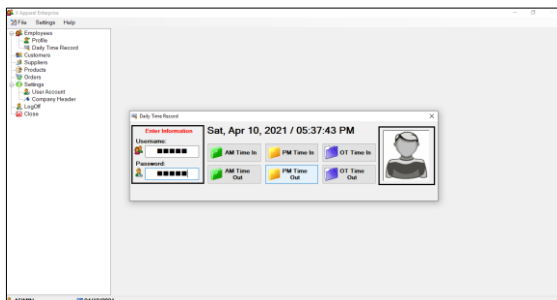 Apparel Enterprise
File Settings Help
Employees
Profile
Daily Time Record
Customers
Suppliers
Products
Orders
Settings
User Account
Company Header
LogOff
Close
Daily Time Record
Enter Information
Username:
Password:
Sat, Apr 10, 2021 / 05:37:43 PM
AM Time In
PM Time In
OT Time In
AM Time Out
PM Time Out
OT Time Out
ADMIN